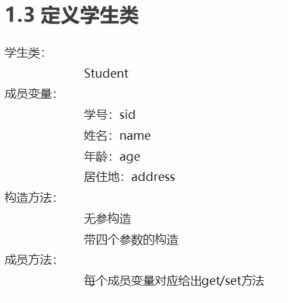 1.3 定义学生类
学生类：
Student
成员变量：
学号：sid
姓名：name
年龄：age
居住地：address
构造方法：
无参构造
带四个参数的构造
成员方法：
每个成员变量对应给出get/set方法